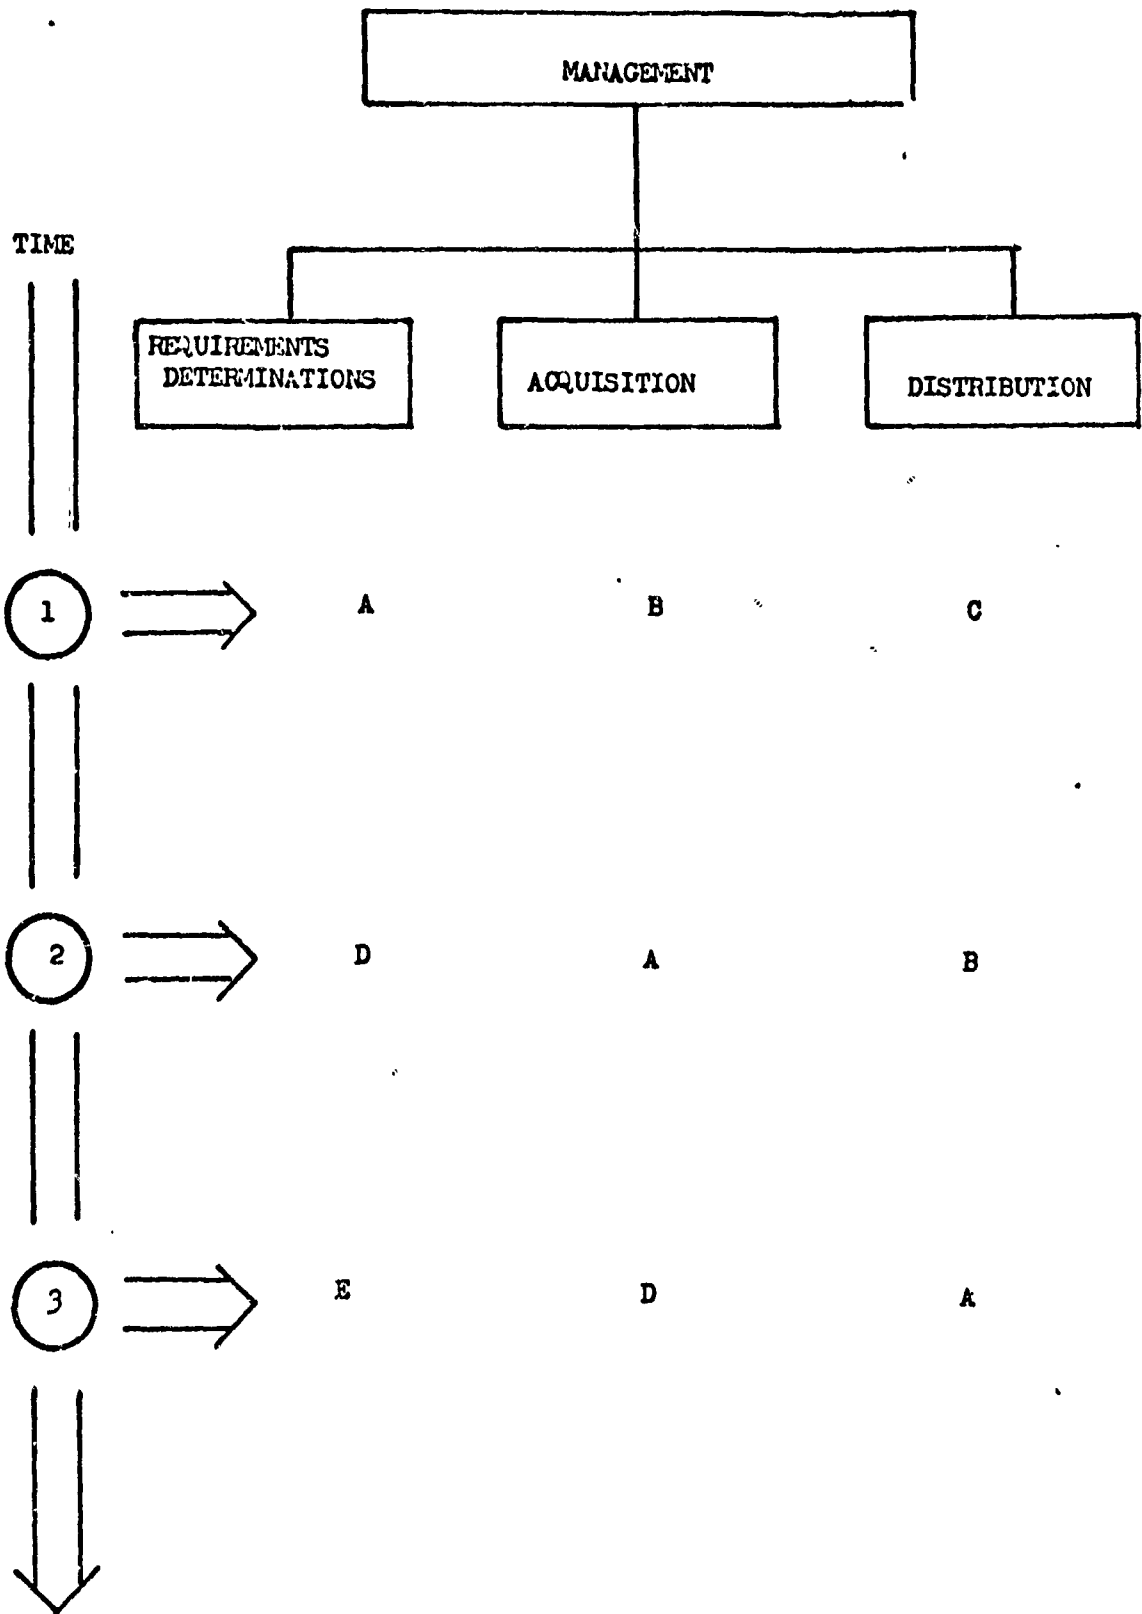 MANAGEMENT
TIME
REQUIREMENTS
DETERMINATIONS
ACQUISITION
DISTRIBUTION
1 A B C
2 D A B
3 E D A